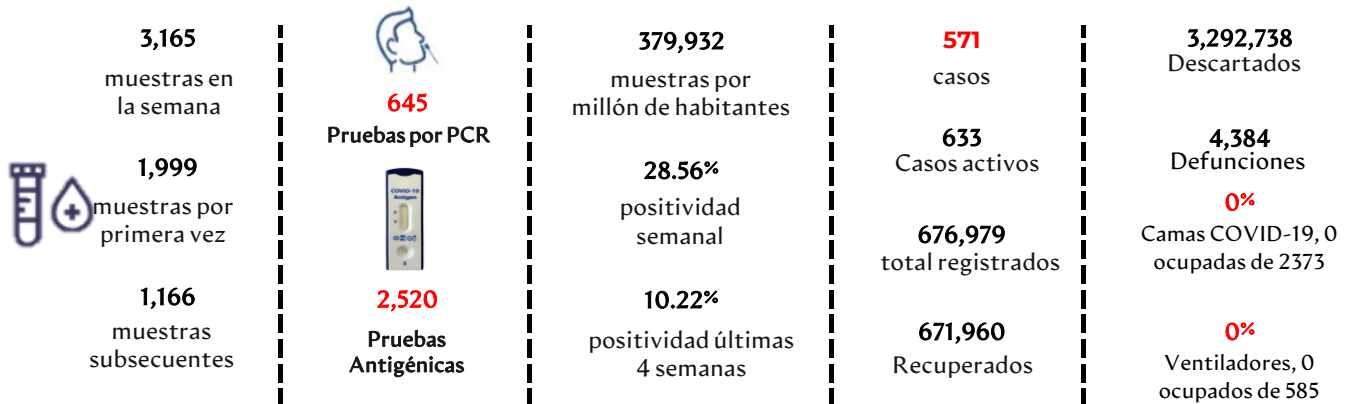 3,165
muestras en
la semana
1,999
muestras por
primera vez
1,166
muestras
subsecuentes
645
Pruebas por PCR
COVID-19
Antigen
2,520
Pruebas
Antigénicas
379,932
muestras por
millón de habitantes
28.56%
positividad
semanal
10.22%
positividad últimas
4 semanas
571
casos
633
Casos activos
676,979
total registrados
671,960
Recuperados
3,292,738
Descartados
4,384
Defunciones
0%
Camas COVID-19, 0
ocupadas de 2373
0%
Ventiladores, 0
ocupados de 585